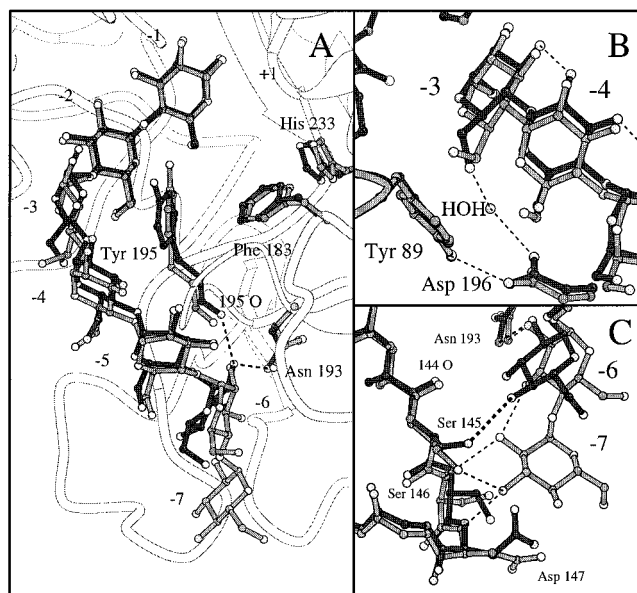 A
-1
+1
-2
His 233
-3
Tyr 195
Phe 183
-4
195 O
-5
Asn 193
-6
-7
B
-3
-4
HOH
Tyr 89
Asp 196
C
Asn 193
144 O
-6
Ser 145
-7
Ser 146
Asp 147